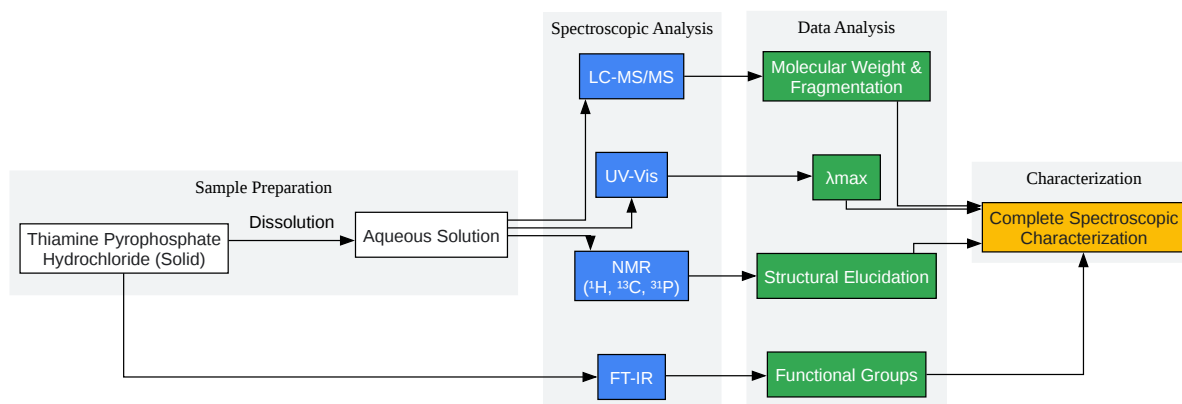 Spectroscopic Analysis
Data Analysis
LC-MS/MS
Molecular Weight &
Fragmentation
Sample Preparation
UV-Vis
λmax
Characterization
Dissolution
Thiamine Pyrophosphate
Hydrochloride (Solid)
Aqueous Solution
Complete Spectroscopic
Characterization
NMR
(¹H, ¹³C, ³¹P)
Structural Elucidation
FT-IR
Functional Groups